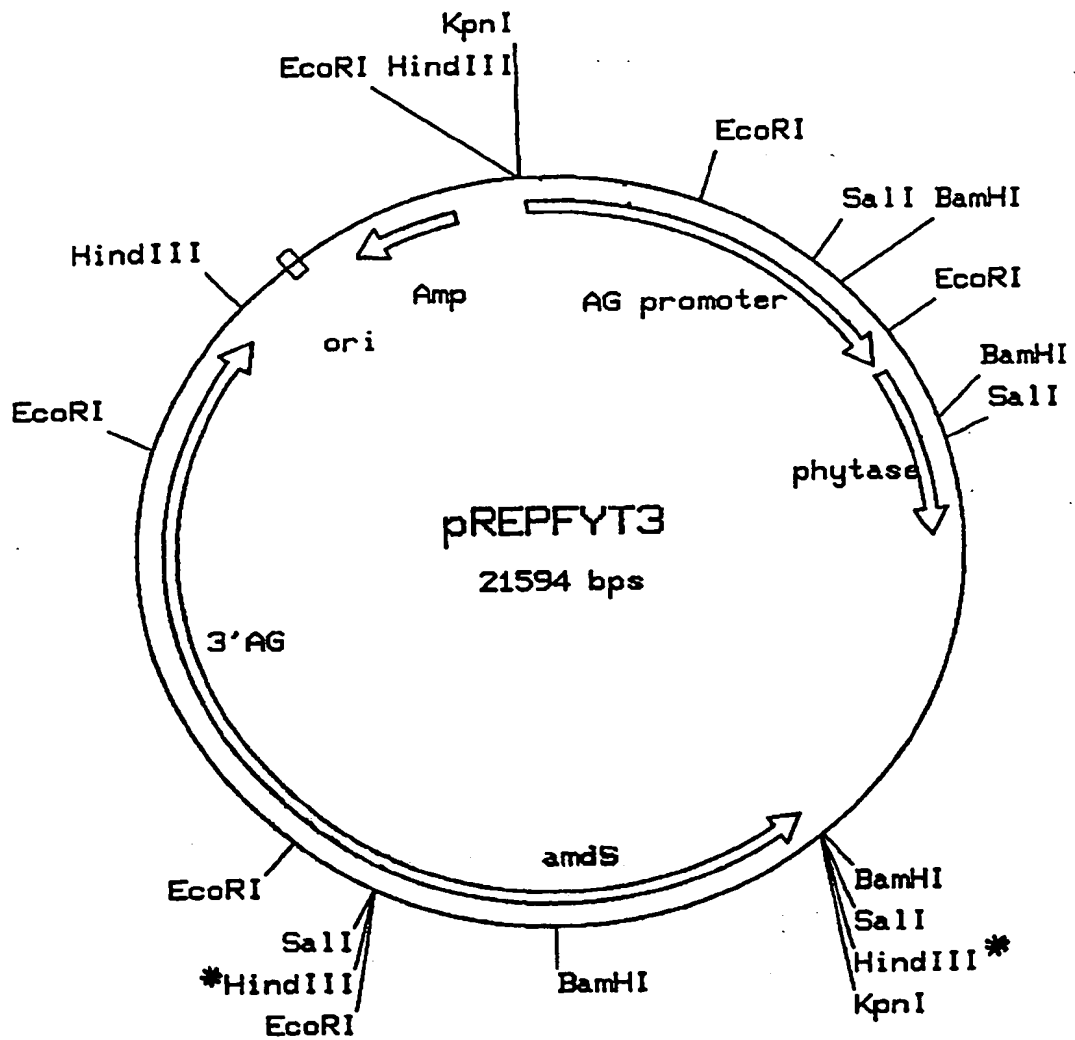 KpnI
EcoRI HindIII
EcoRI
SalI BamHI
HindIII
EcoRI
Amp
AG promoter
ori
BamHI
SalI
EcoRI
phytase
pREPFYT3
21594 bps
3'AG
amdS
EcoRI
BamHI
SalI
SalI
HindIII*
*HindIII
BamHI
KpnI
EcoRI